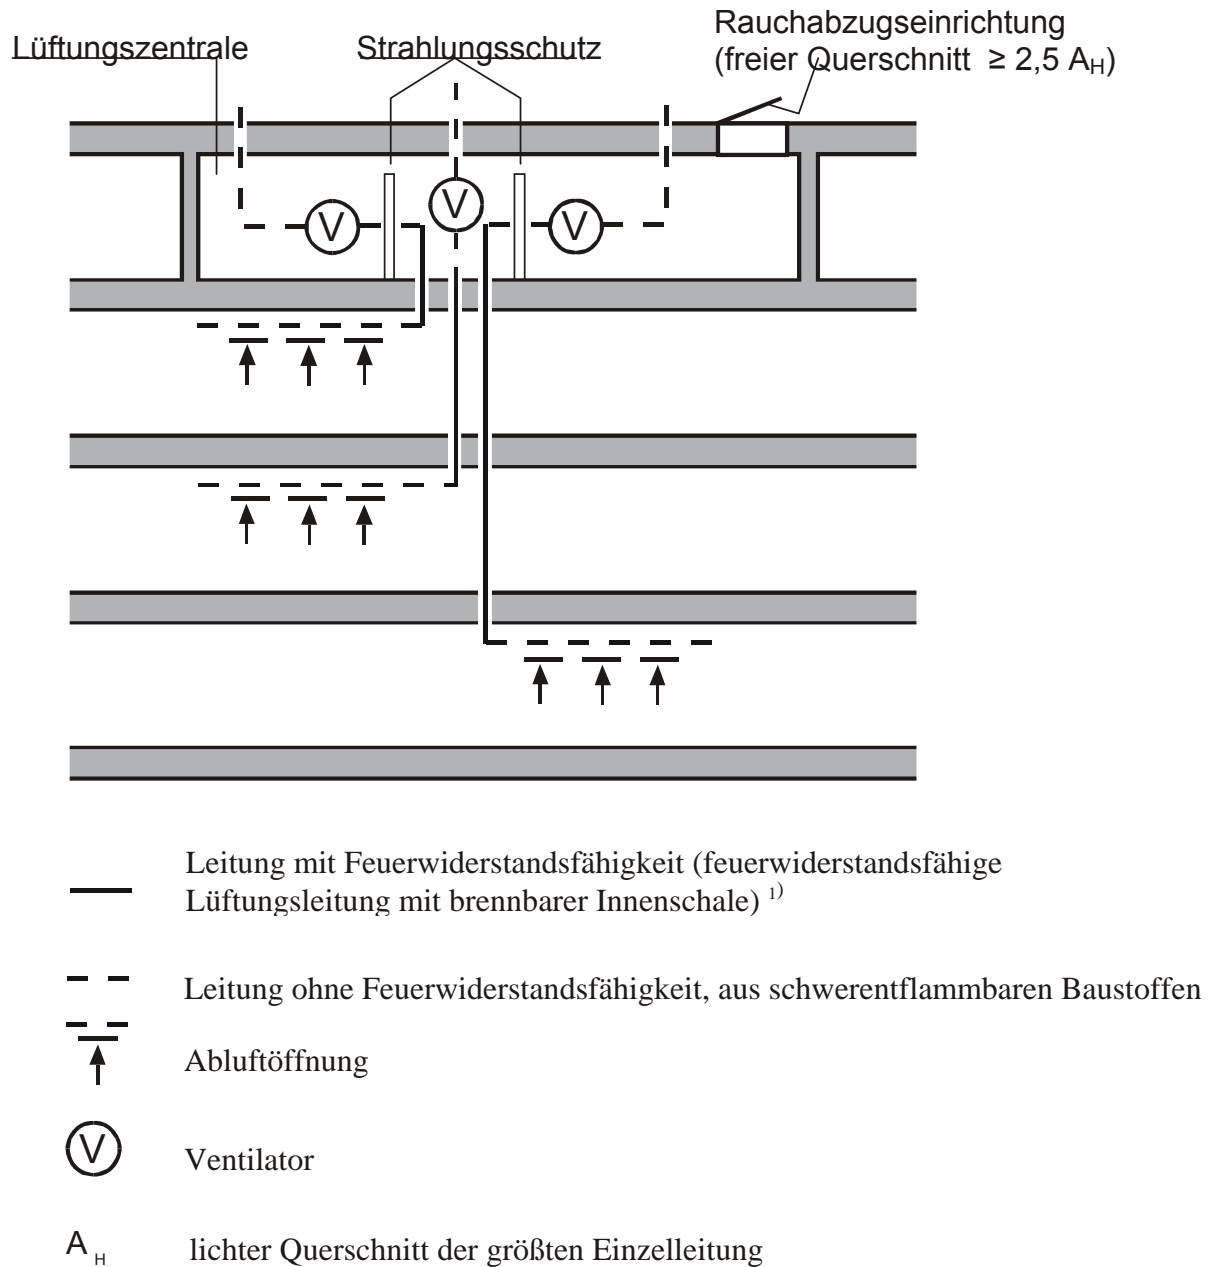 Lüftungszentrale
Strahlungsschutz
Rauchabzugseinrichtung
(freier Querschnitt ≥ 2,5 A_H)
V
V
V
Leitung mit Feuerwiderstandsfähigkeit (feuerwiderstandsfähige
Lüftungsleitung mit brennbarer Innenschale) ¹⁾
Leitung ohne Feuerwiderstandsfähigkeit, aus schwerentflammbaren Baustoffen
Abluftöffnung
V Ventilator
A_H lichter Querschnitt der größten Einzelleitung